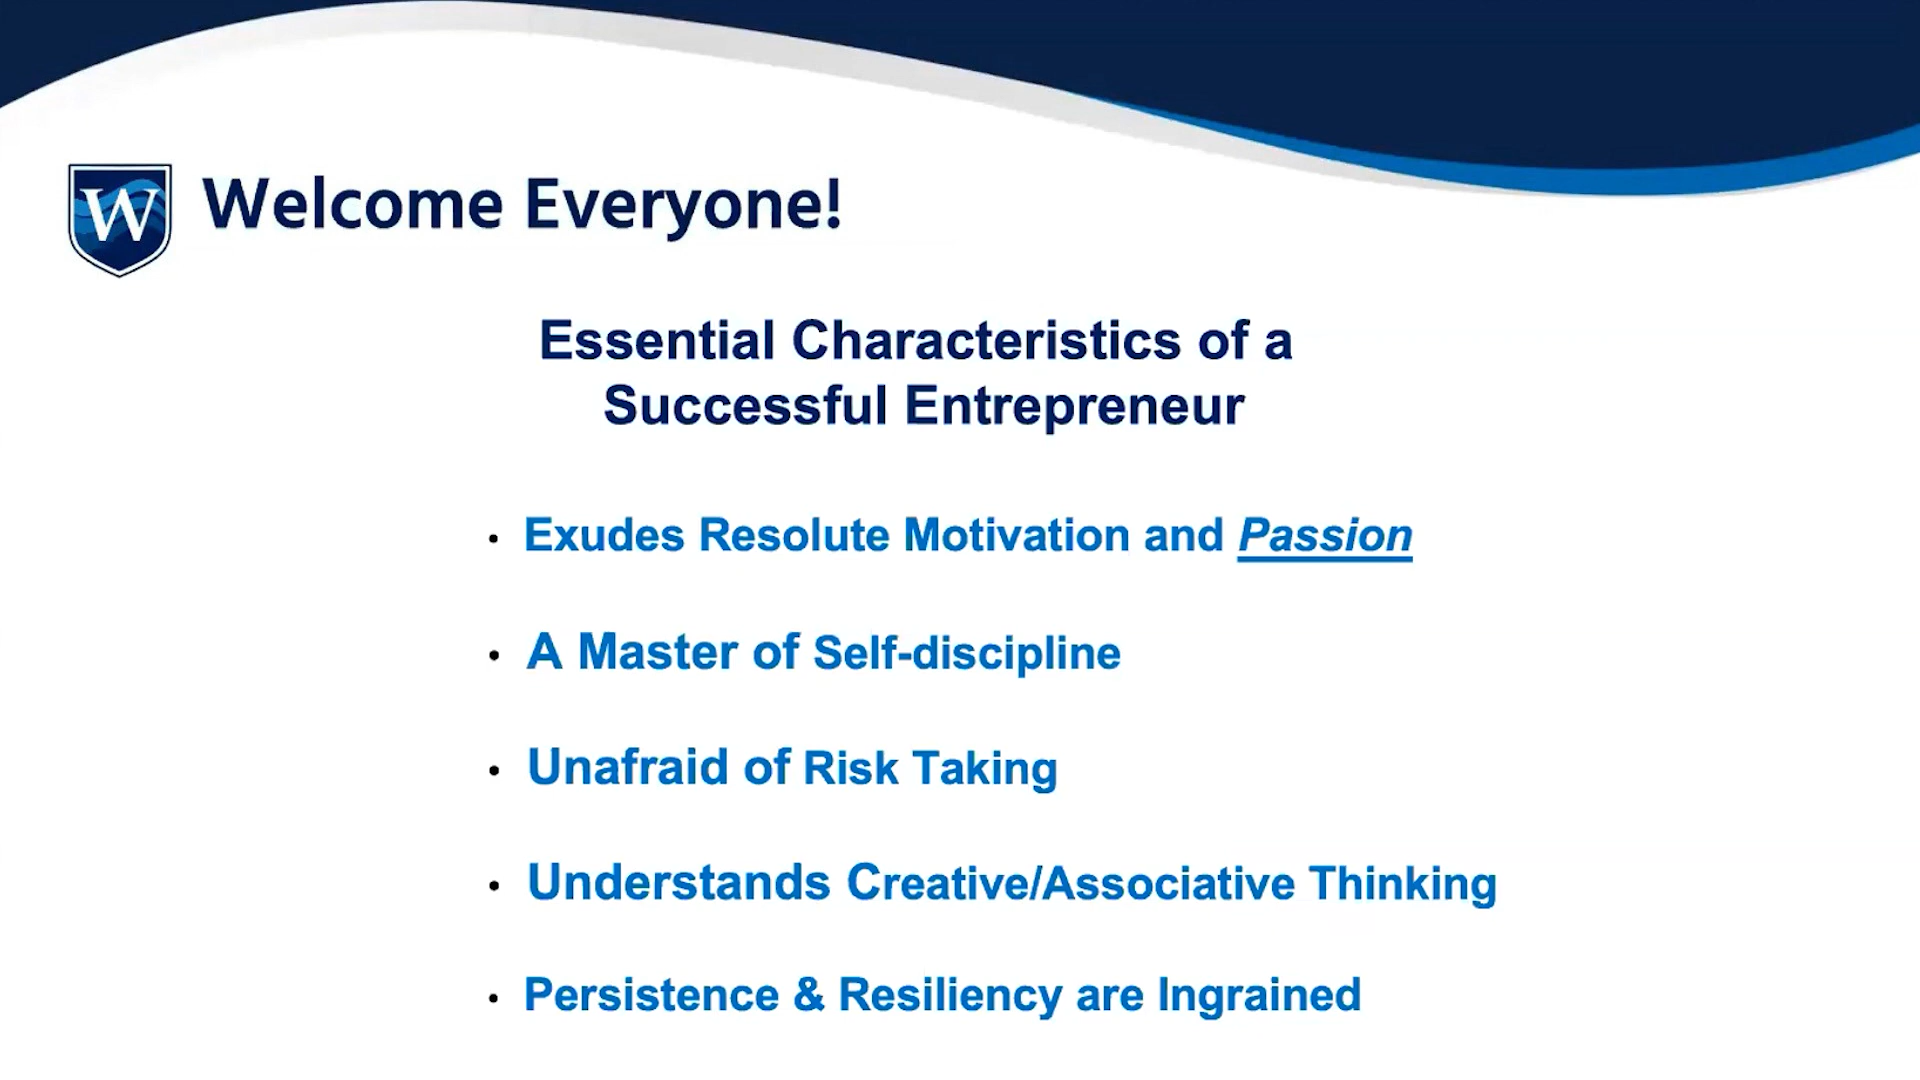 W
Welcome Everyone!
Essential Characteristics of a
Successful Entrepreneur
• Exudes Resolute Motivation and Passion
• A Master of Self-discipline
• Unafraid of Risk Taking
• Understands Creative/Associative Thinking
• Persistence & Resiliency are Ingrained